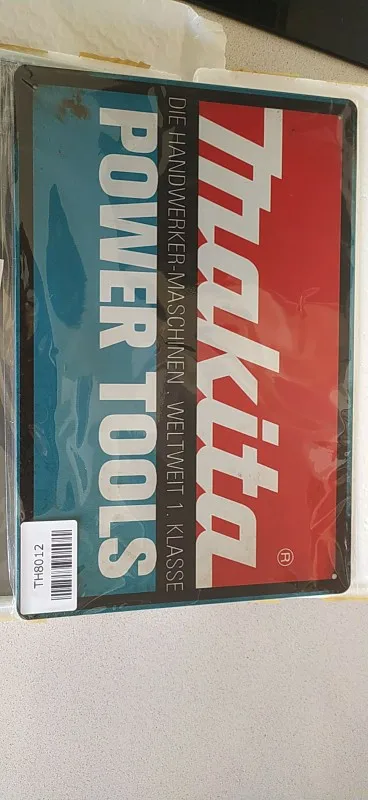 makita®
DIE HANDWERKER-MASCHINEN . WELTWEIT 1. KLASSE
POWER TOOLS
TH8012